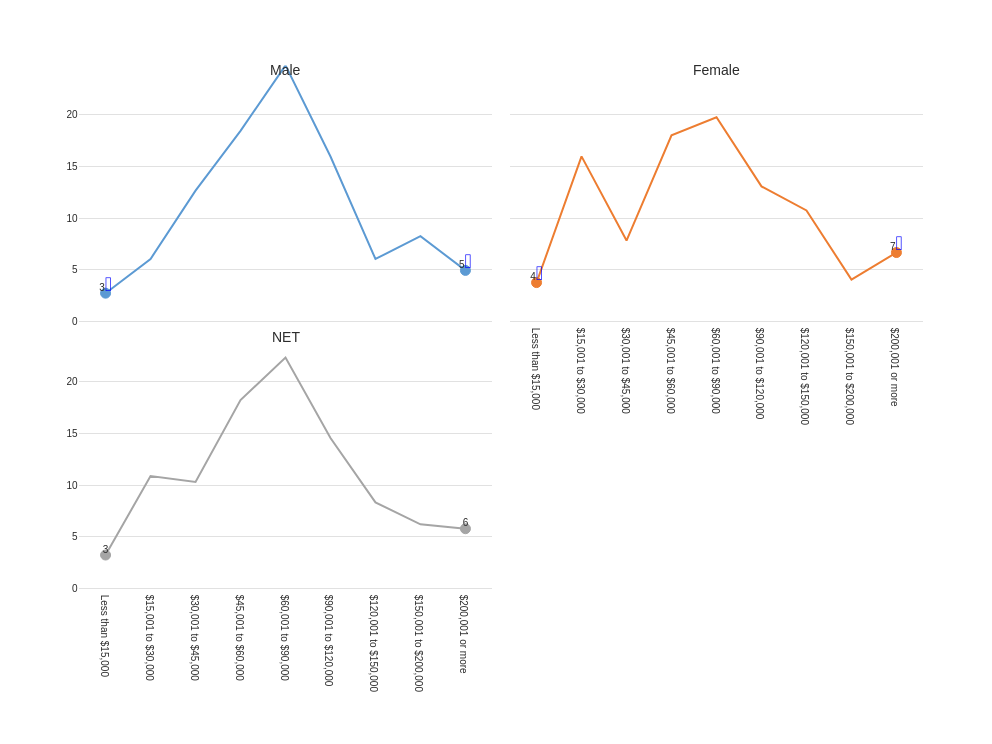 Male
Female
20
15
10
5
0
3
5
4
7
Less than $15,000
$15,001 to $30,000
$30,001 to $45,000
$45,001 to $60,000
$60,001 to $90,000
$90,001 to $120,000
$120,001 to $150,000
$150,001 to $200,000
$200,001 or more
NET
20
15
10
5
0
3
6
Less than $15,000
$15,001 to $30,000
$30,001 to $45,000
$45,001 to $60,000
$60,001 to $90,000
$90,001 to $120,000
$120,001 to $150,000
$150,001 to $200,000
$200,001 or more